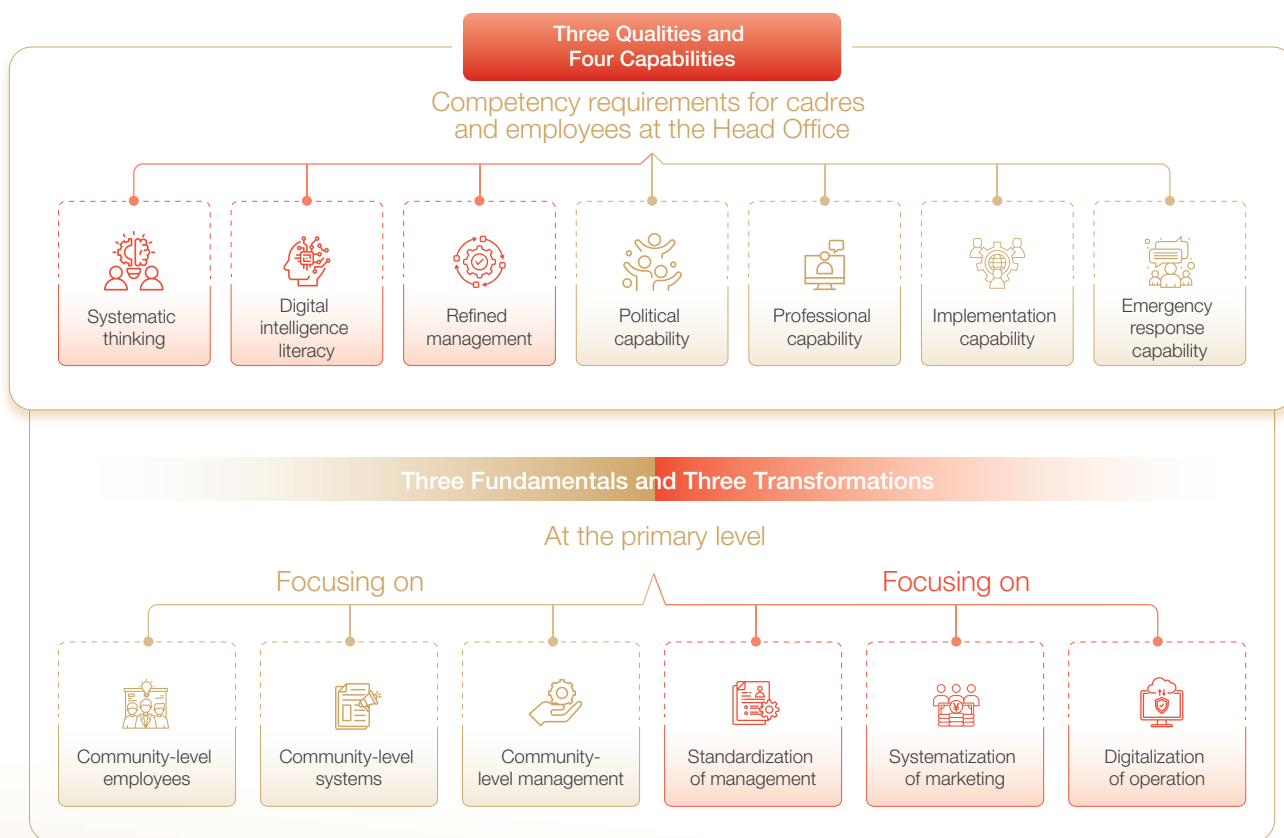 Three Qualities and
Four Capabilities
Competency requirements for cadres
and employees at the Head Office
Systematic
thinking
Digital
intelligence
literacy
Refined
management
Political
capability
Professional
capability
Implementation
capability
Emergency
response
capability
Three Fundamentals and Three Transformations
At the primary level
Focusing on
Focusing on
Community-level
employees
Community-level
systems
Community-
level management
Standardization
of management
¥
Systematization
of marketing
Digitalization
of operation